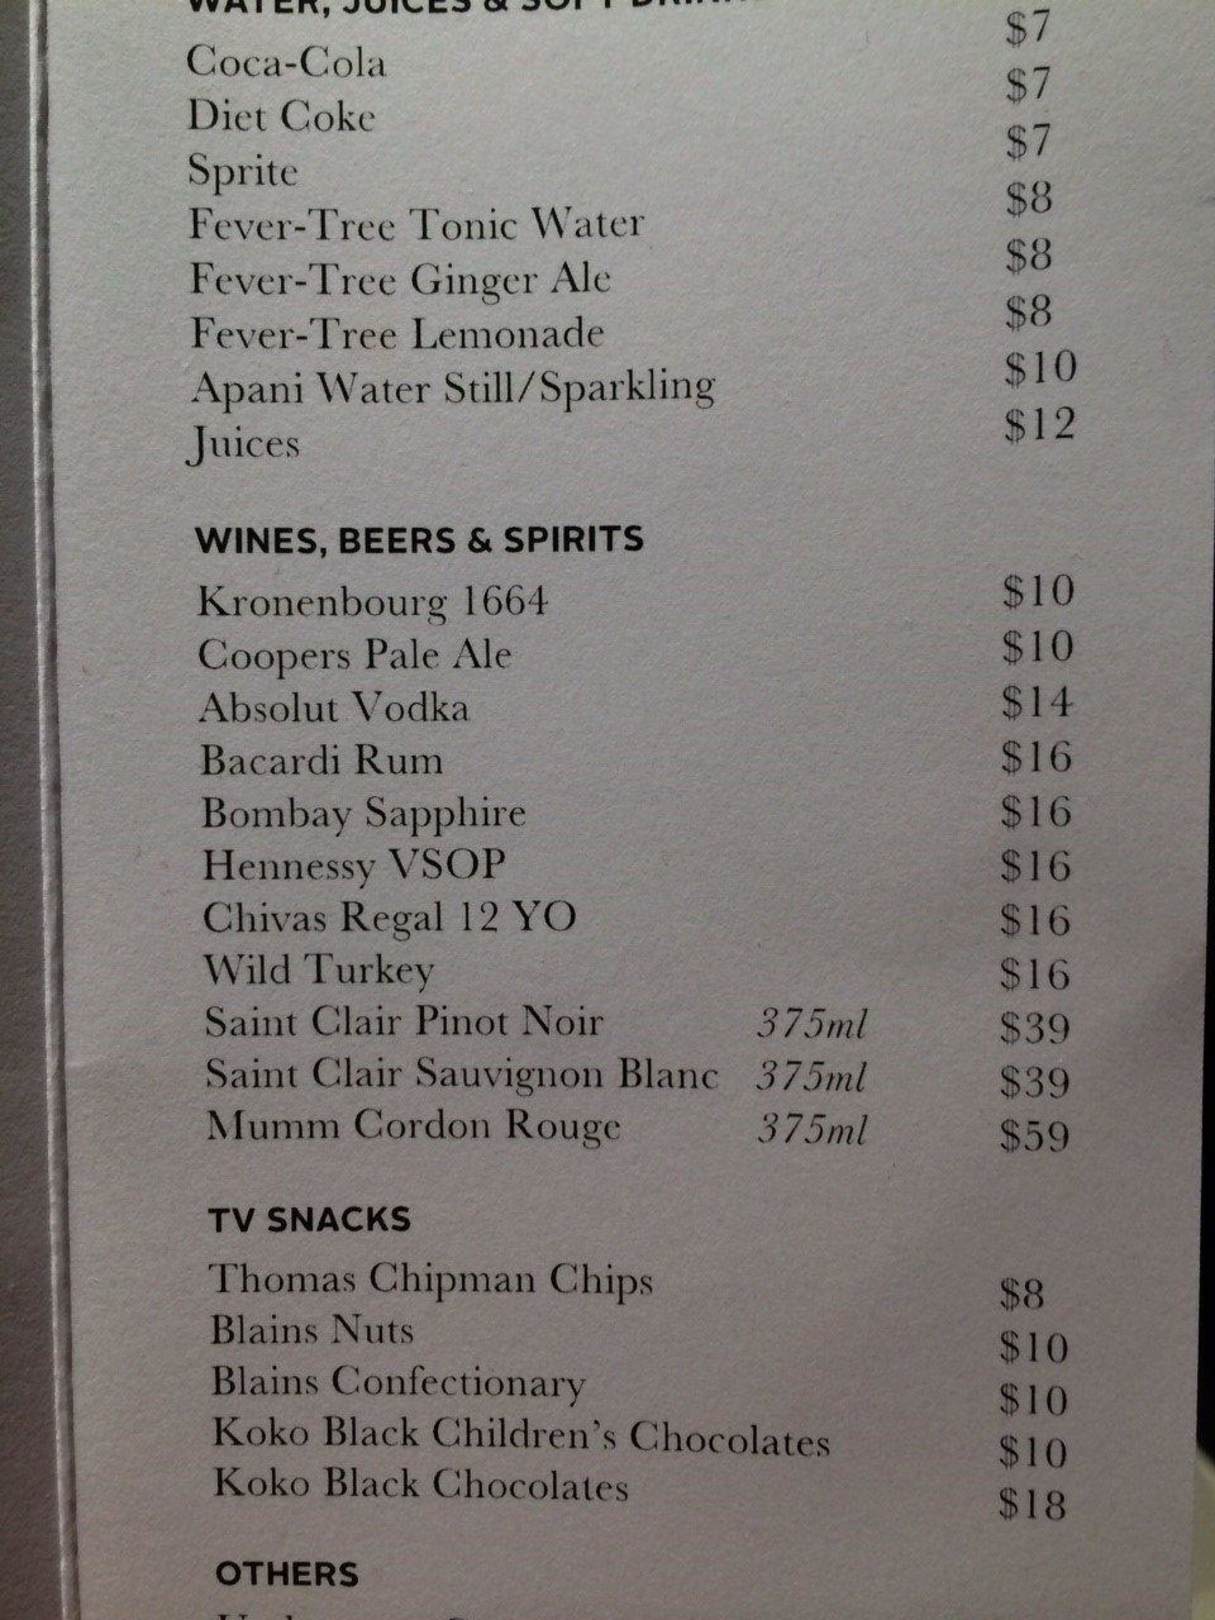 WATER, JUICES & SOFT DRINKS
Coca-Cola $7
Diet Coke $7
Sprite $7
Fever-Tree Tonic Water $8
Fever-Tree Ginger Ale $8
Fever-Tree Lemonade $8
Apani Water Still/Sparkling $10
Juices $12
WINES, BEERS & SPIRITS
Kronenbourg 1664 $10
Coopers Pale Ale $10
Absolut Vodka $14
Bacardi Rum $16
Bombay Sapphire $16
Hennessy VSOP $16
Chivas Regal 12 YO $16
Wild Turkey $16
Saint Clair Pinot Noir 375ml $39
Saint Clair Sauvignon Blanc 375ml $39
Mumm Cordon Rouge 375ml $59
TV SNACKS
Thomas Chipman Chips $8
Blains Nuts $10
Blains Confectionary $10
Koko Black Children's Chocolates $10
Koko Black Chocolates $18
OTHERS